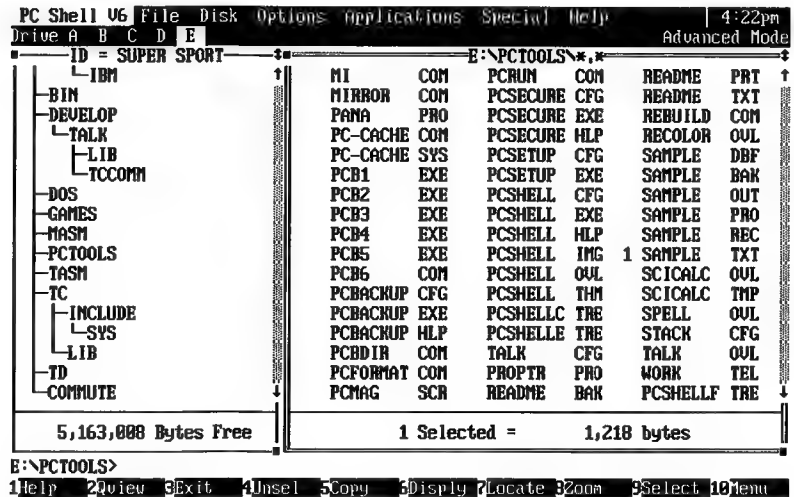 PC Shell V6 File Disk Options Applications Special Help 4:22pm
Drive A B C D E Advanced Mode
ID = SUPER SPORT
IBM
BIN
DEVELOP
TALK
LIB
TCCOMM
DOS
GAMES
MASM
PCTOOLS
TASM
TC
INCLUDE
SYS
LIB
TD
COMMUTE
5,163,008 Bytes Free
E:\PCTOOLS\*.*
MI COM PCRUN COM README PRT
MIRROR COM PCSECURE CFG README TXT
PANA PRO PCSECURE EXE REBUILD COM
PC-CACHE COM PCSECURE HLP RECOLOR OVL
PC-CACHE SYS PCSETUP CFG SAMPLE DBF
PCB1 EXE PCSETUP EXE SAMPLE BAK
PCB2 EXE PCSHELL CFG SAMPLE OUT
PCB3 EXE PCSHELL EXE SAMPLE PRO
PCB4 EXE PCSHELL HLP SAMPLE REC
PCB5 EXE PCSHELL IMG 1 SAMPLE TXT
PCB6 COM PCSHELL OVL SCICALC OVL
PCBACKUP CFG PCSHELL THM SCICALC TMP
PCBACKUP EXE PCSHELLC TRE SPELL OVL
PCBACKUP HLP PCSHELLE TRE STACK CFG
PCBDIR COM TALK CFG TALK OVL
PCFORMAT COM PROPTR PRO WORK TEL
PCMAG SCR README BAK PCSHELLF TRE
1 Selected = 1,218 bytes
E:\PCTOOLS>
1Help 2Qview 3Exit 4Unsel 5Copy 6Disply 7Locate 8Zoom 9Select 10Menu